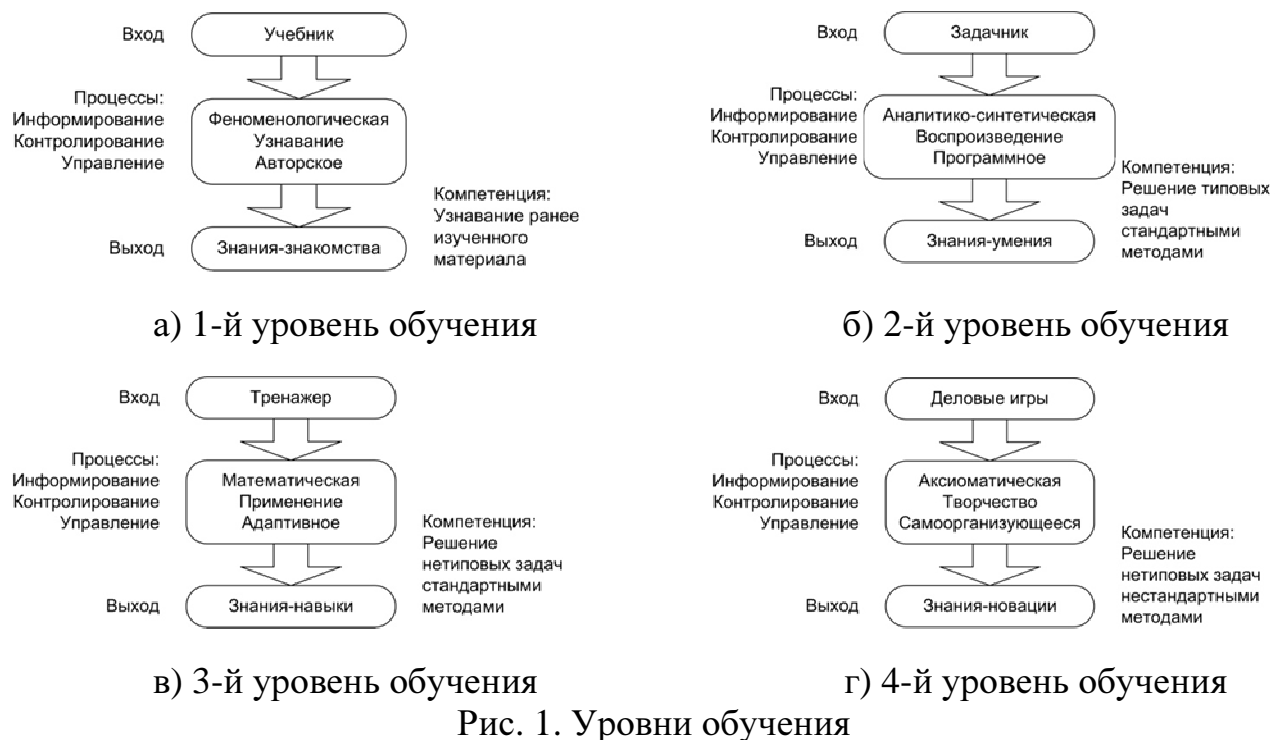 Вход
Учебник
Процессы:
Информирование
Контролирование
Управление
Феноменологическая
Узнавание
Авторское
Компетенция:
Узнавание ранее
изученного
материала
Выход
Знания-знакомства
а) 1-й уровень обучения
Вход
Задачник
Процессы:
Информирование
Контролирование
Управление
Аналитико-синтетическая
Воспроизведение
Программное
Компетенция:
Решение типовых
задач
стандартными
методами
Выход
Знания-умения
б) 2-й уровень обучения
Вход
Тренажер
Процессы:
Информирование
Контролирование
Управление
Математическая
Применение
Адаптивное
Компетенция:
Решение
нетиповых задач
стандартными
методами
Выход
Знания-навыки
в) 3-й уровень обучения
Вход
Деловые игры
Процессы:
Информирование
Контролирование
Управление
Аксиоматическая
Творчество
Самоорганизующееся
Компетенция:
Решение
нетиповых задач
нестандартными
методами
Выход
Знания-новации
г) 4-й уровень обучения
Рис. 1. Уровни обучения